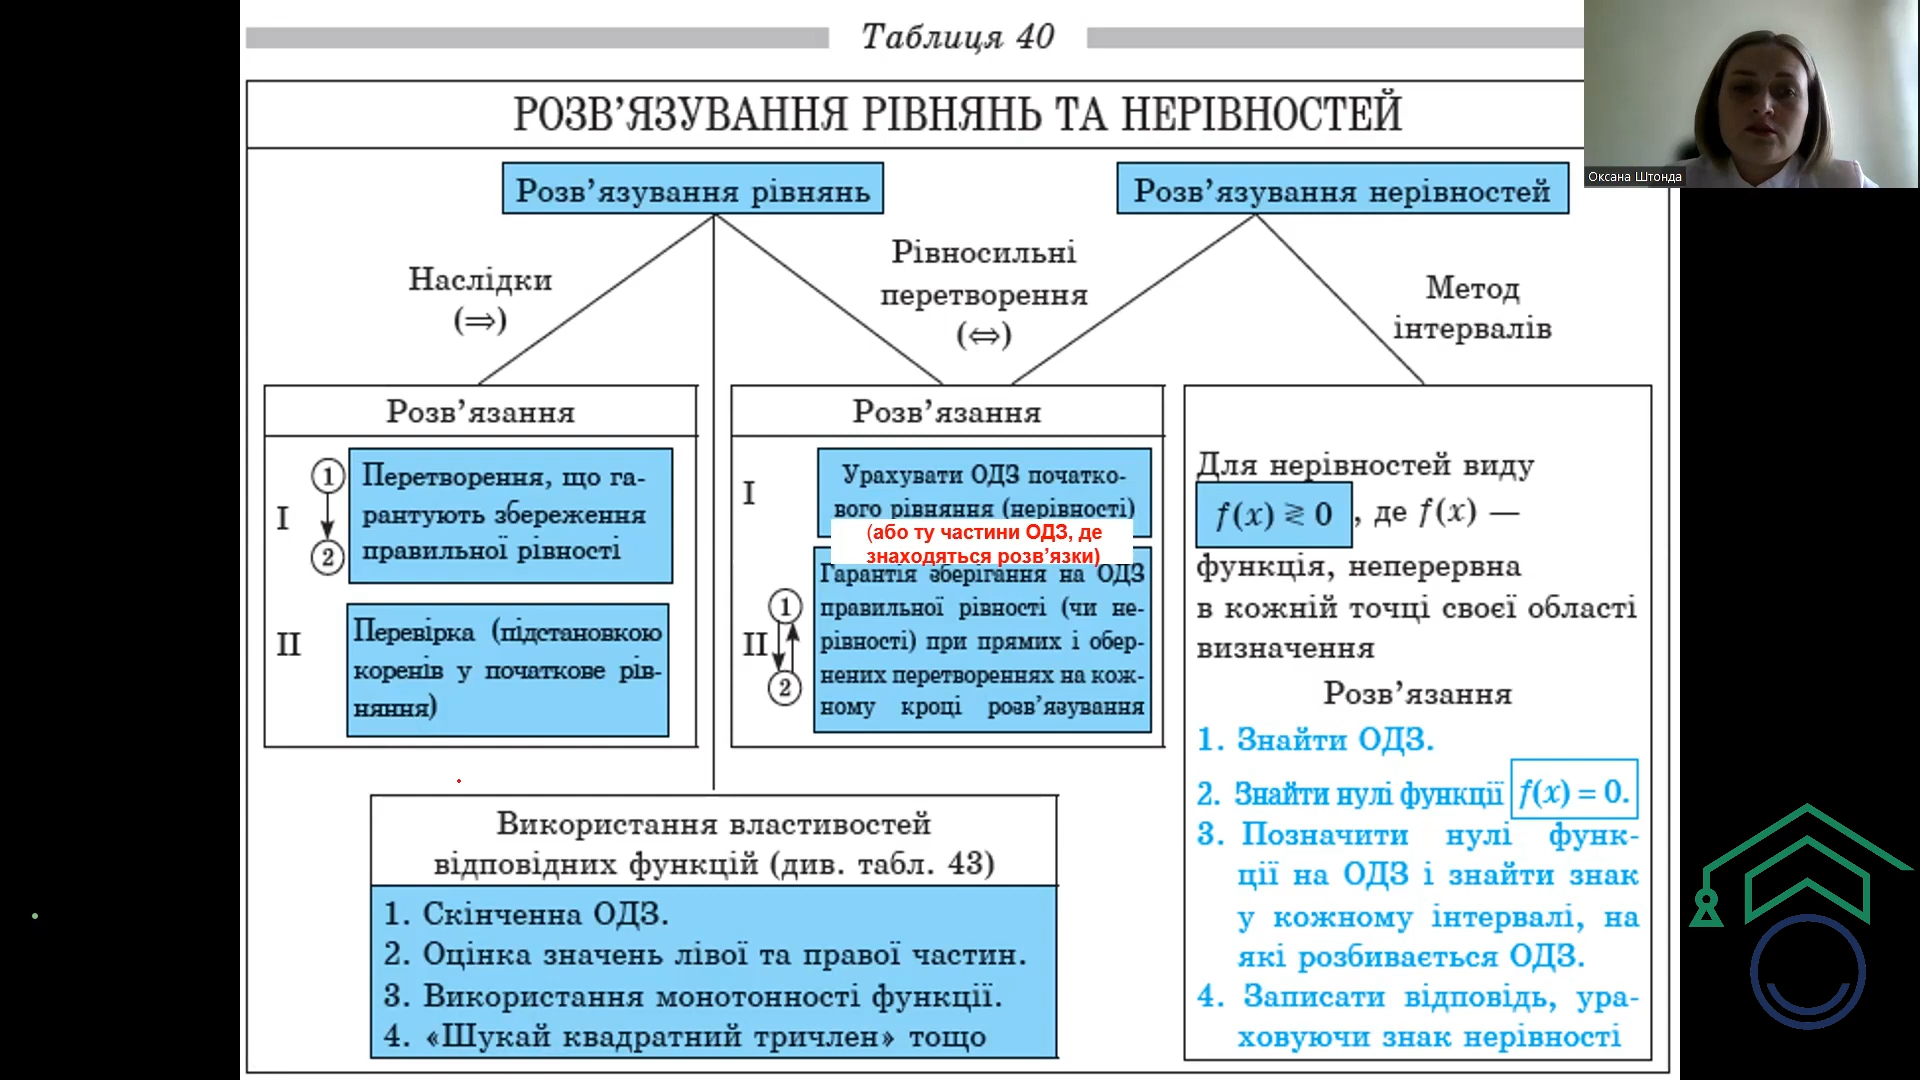 Таблиця 40
РОЗВ’ЯЗУВАННЯ РІВНЯНЬ ТА НЕРІВНОСТЕЙ
Оксана Штонда
Розв’язування рівнянь
Розв’язування нерівностей
Наслідки
(⇒)
Рівносильні
перетворення
(⇔)
Метод
інтервалів
Розв’язання
I
1
2
Перетворення, що га-
рантують збереження
правильної рівності
II
Перевірка (підстановкою
коренів у початкове рів-
няння)
Розв’язання
I
Урахувати ОДЗ початко-
вого рівняння (нерівності)
(або ту частини ОДЗ, де
знаходяться розв’язки)
II
1
2
Гарантія зберігання на ОДЗ
правильної рівності (чи не-
рівності) при прямих і обер-
нених перетвореннях на кож-
ному кроці розв’язування
Для нерівностей виду
f(x) ≷ 0, де f(x) —
функція, неперервна
в кожній точці своєї області
визначення
Розв’язання
1. Знайти ОДЗ.
2. Знайти нулі функції f(x) = 0.
3. Позначити нулі функ-
ції на ОДЗ і знайти знак
у кожному інтервалі, на
які розбивається ОДЗ.
4. Записати відповідь, ура-
ховуючи знак нерівності
Використання властивостей
відповідних функцій (див. табл. 43)
1. Скінченна ОДЗ.
2. Оцінка значень лівої та правої частин.
3. Використання монотонності функції.
4. «Шукай квадратний тричлен» тощо